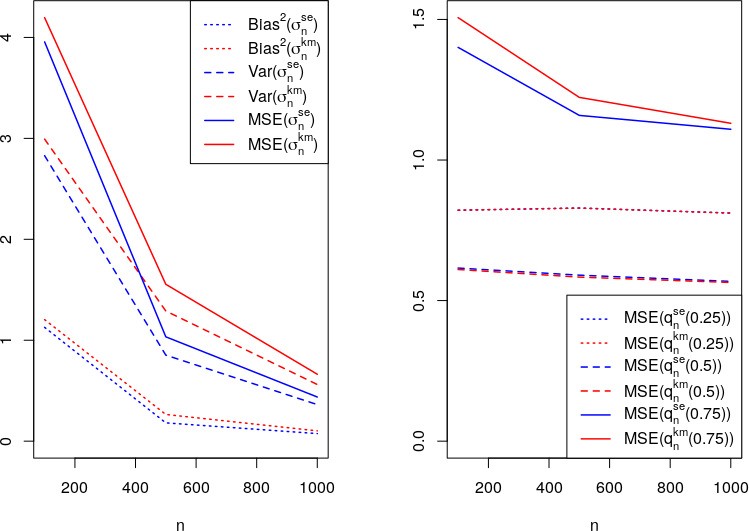 Bias²(σₙˢᵉ)
Bias²(σₙᵏᵐ)
Var(σₙˢᵉ)
Var(σₙᵏᵐ)
MSE(σₙˢᵉ)
MSE(σₙᵏᵐ)
4
3
2
1
0
200 400 600 800 1000
n
1.5
1.0
0.5
0.0
MSE(qₙˢᵉ(0.25))
MSE(qₙᵏᵐ(0.25))
MSE(qₙˢᵉ(0.5))
MSE(qₙᵏᵐ(0.5))
MSE(qₙˢᵉ(0.75))
MSE(qₙᵏᵐ(0.75))
200 400 600 800 1000
n